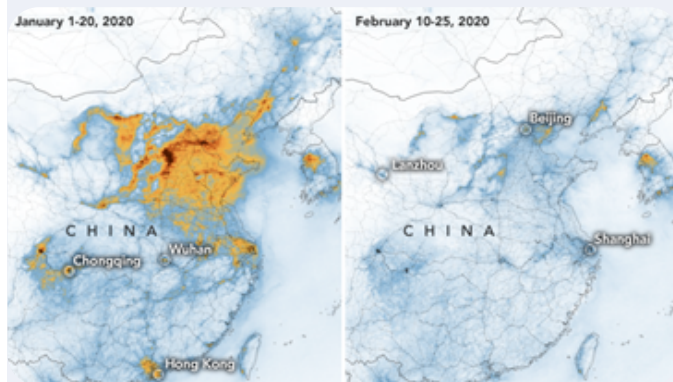 January 1-20, 2020
CHINA
Wuhan
Chongqing
Hong Kong
February 10-25, 2020
Beijing
Lanzhou
CHINA
Shanghai